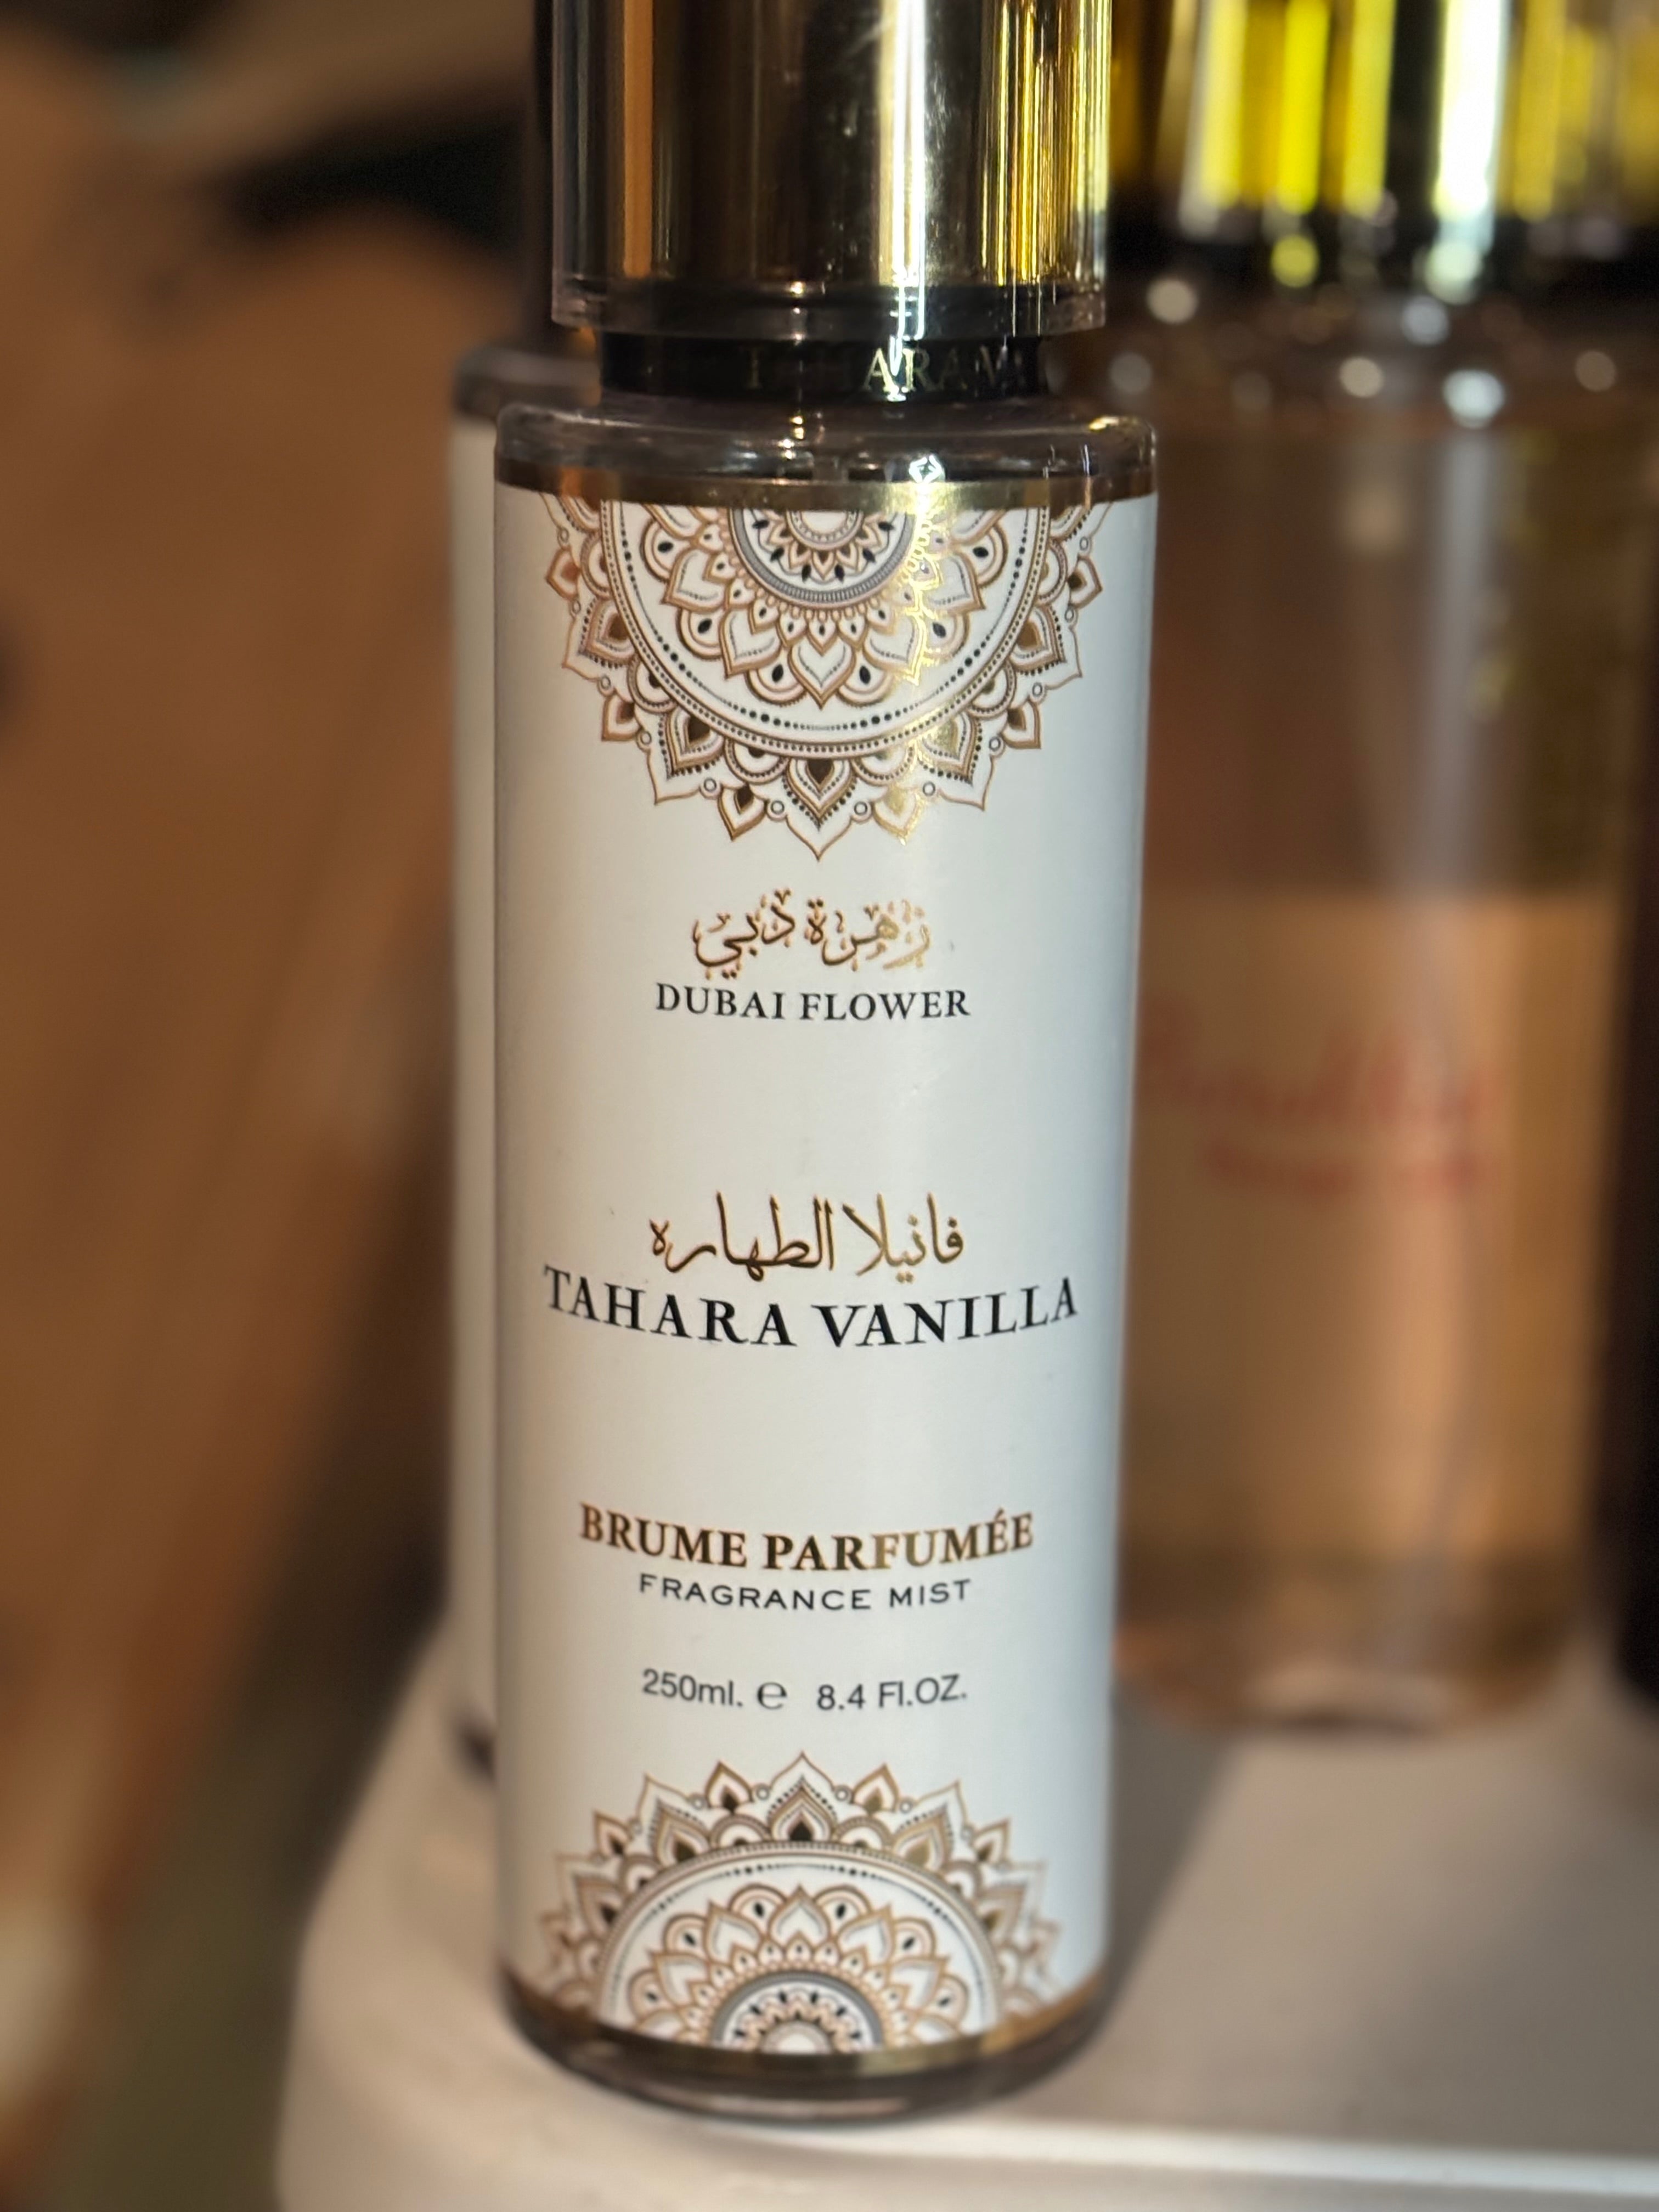 زهرة دبي
DUBAI FLOWER
فانيلا الطهاره
TAHARA VANILLA
BRUME PARFUMÉE
FRAGRANCE MIST
250ml. ℮ 8.4 Fl.OZ.